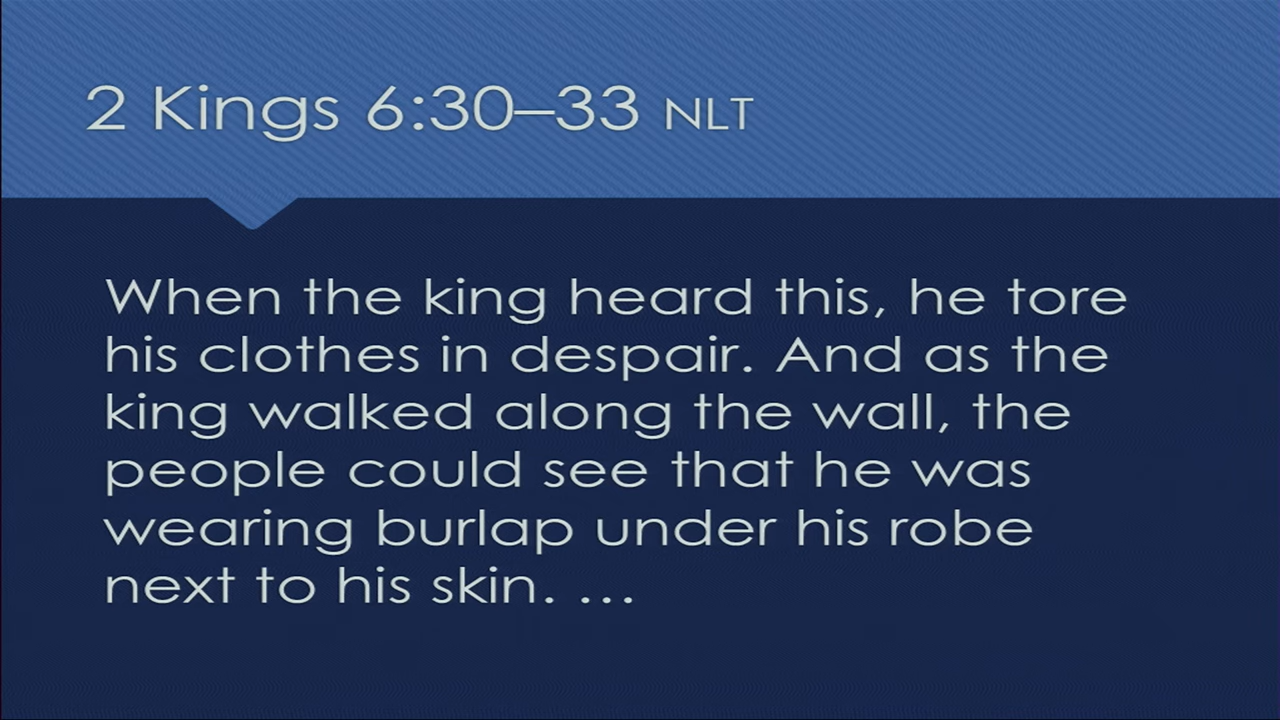 2 Kings 6:30–33 NLT
When the king heard this, he tore
his clothes in despair. And as the
king walked along the wall, the
people could see that he was
wearing burlap under his robe
next to his skin. …